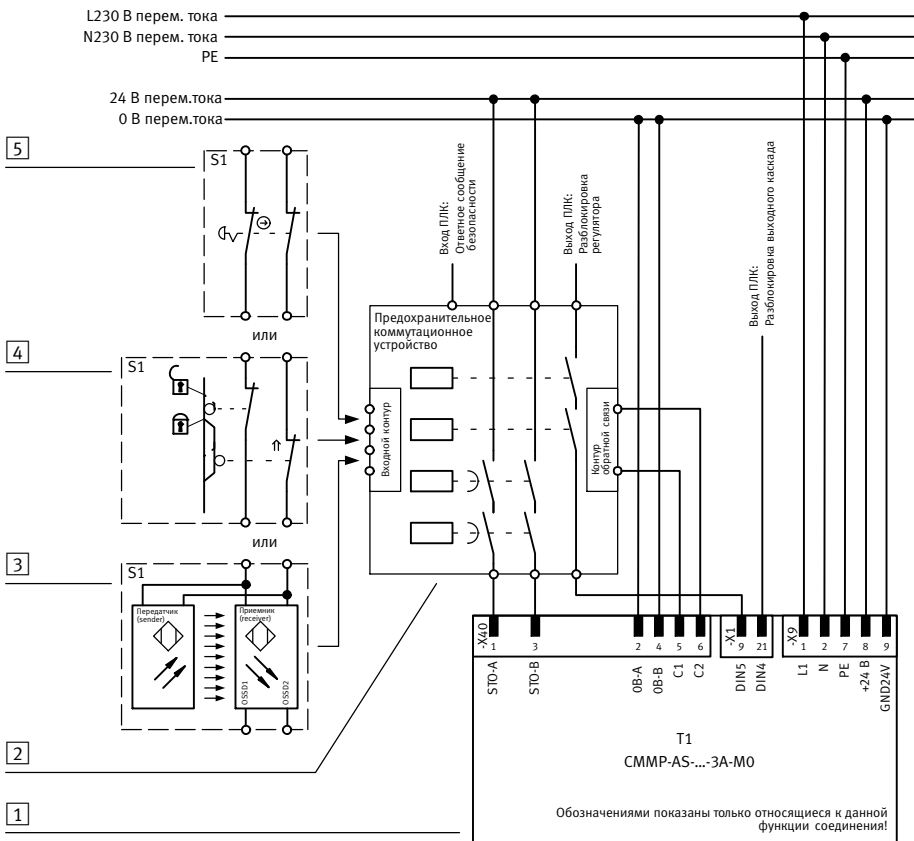 L230 В перем. тока
N230 В перем. тока
PE
24 В перем.тока
0 В перем.тока
5
S1
или
4
S1
или
3
S1
Передатчик
(sender)
Приемник
(receiver)
OSSD1
OSSD2
2
1
Вход ПЛК:
Ответное сообщение
безопасности
Выход ПЛК:
Разблокировка
регулятора
Выход ПЛК:
Разблокировка выходного каскада
Предохранительное
коммутационное
устройство
Входной контур
Контур
обратной связи
-X40
1
3
2
4
5
6
-X1
9
21
-X9
1
2
7
8
9
STO-A
STO-B
0B-A
0B-B
C1
C2
DIN5
DIN4
L1
N
PE
+24 В
GND24V
T1
CMMP-AS-...-3A-M0
Обозначениями показаны только относящиеся к данной
функции соединения!